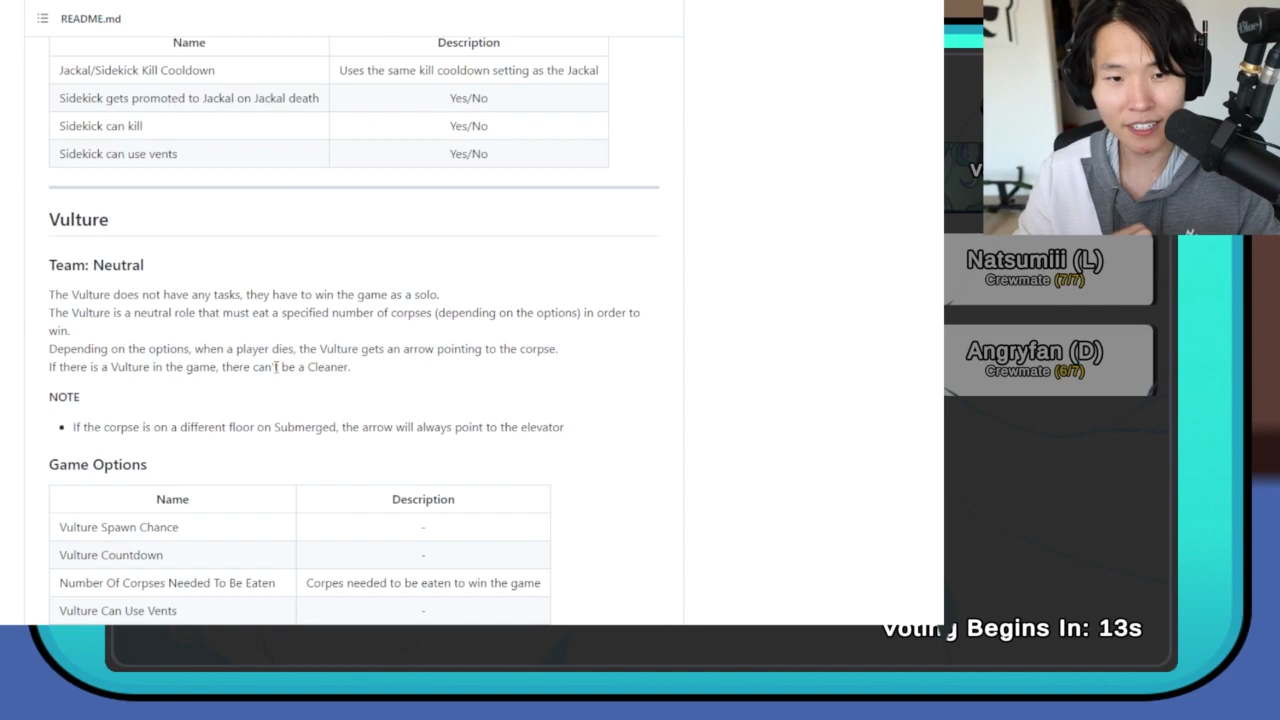 README.md
Name Description
Jackal/Sidekick Kill Cooldown Uses the same kill cooldown setting as the Jackal
Sidekick gets promoted to Jackal on Jackal death Yes/No
Sidekick can kill Yes/No
Sidekick can use vents Yes/No
Vulture
Team: Neutral
The Vulture does not have any tasks, they have to win the game as a solo.
The Vulture is a neutral role that must eat a specified number of corpses (depending on the options) in order to
win.
Depending on the options, when a player dies, the Vulture gets an arrow pointing to the corpse.
If there is a Vulture in the game, there can't be a Cleaner.
NOTE
If the corpse is on a different floor on Submerged, the arrow will always point to the elevator
Game Options
Name Description
Vulture Spawn Chance -
Vulture Countdown -
Number Of Corpses Needed To Be Eaten Corpes needed to be eaten to win the game
Vulture Can Use Vents -
Natsumiii (L)
Crewmate (7/7)
Angryfan (D)
Crewmate (6/7)
Voting Begins In: 13s